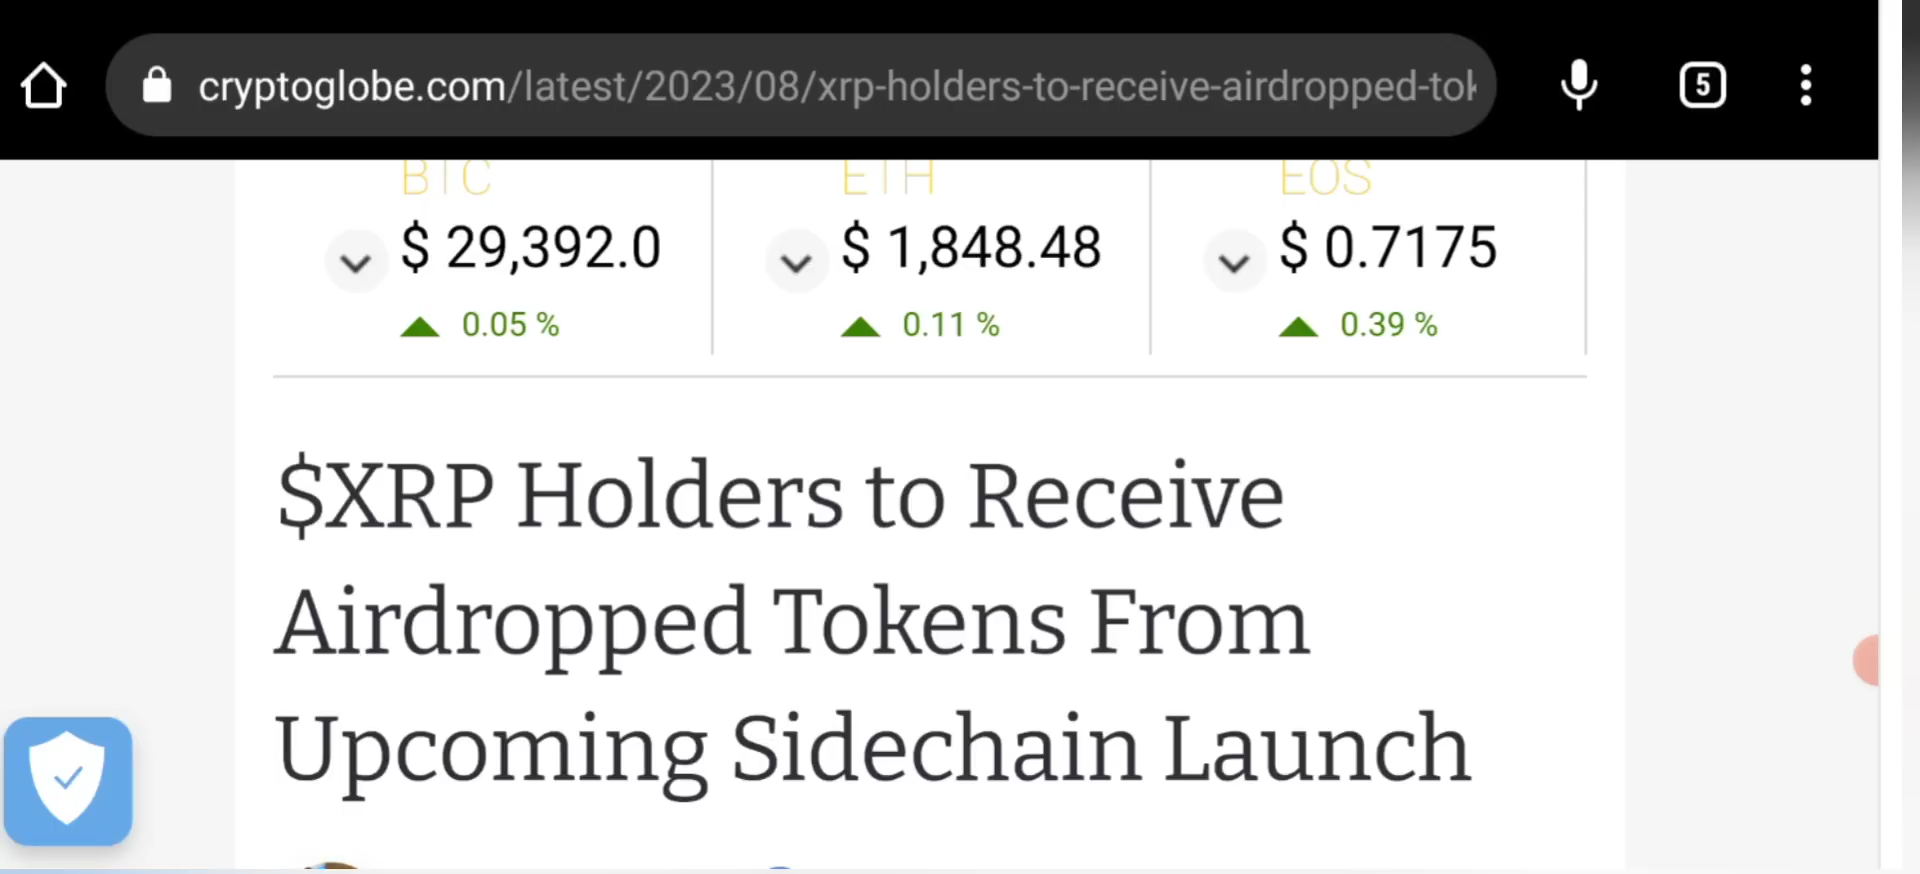 cryptoglobe.com/latest/2023/08/xrp-holders-to-receive-airdropped-tok
5
BTC ETH EOS
$ 29,392.0 $ 1,848.48 $ 0.7175
0.05 % 0.11 % 0.39 %
$XRP Holders to Receive
Airdropped Tokens From
Upcoming Sidechain Launch